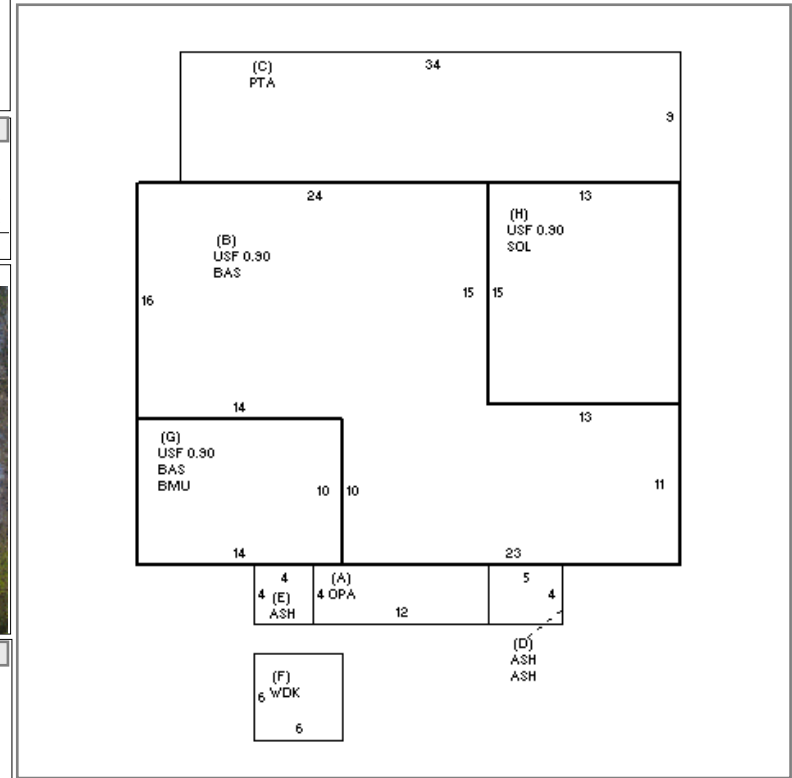 (C)
PTA
34
9
24
13
(B)
USF 0.90
BAS
(H)
USF 0.90
SOL
16
15
15
14
13
(G)
USF 0.90
BAS
BMU
10
10
11
14
23
4
4
(E)
ASH
(A)
4 OPA
12
5
4
(D)
ASH
ASH
(F)
6 WDK
6